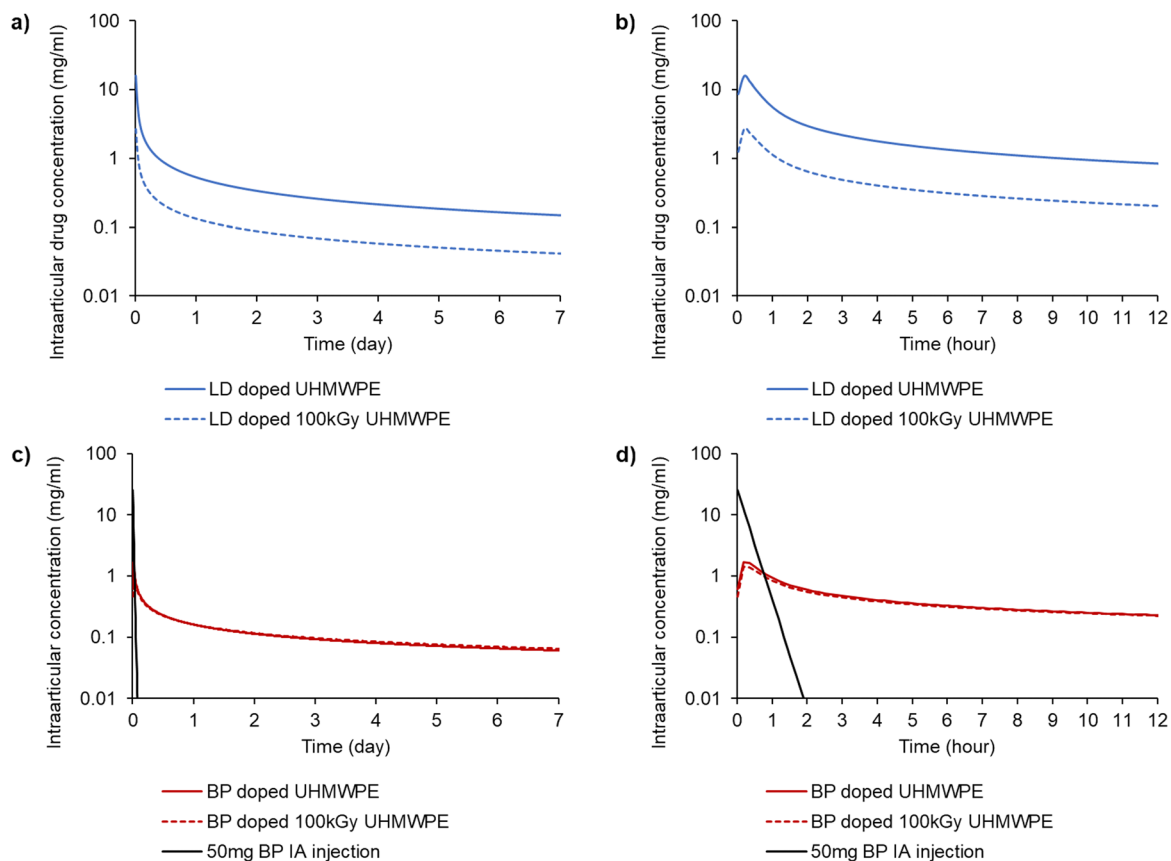 a)
Intraarticular drug concentration (mg/ml)
100
10
1
0.1
0.01
0 1 2 3 4 5 6 7
Time (day)
LD doped UHMWPE
LD doped 100kGy UHMWPE
b)
Intraarticular drug concentration (mg/ml)
100
10
1
0.1
0.01
0 1 2 3 4 5 6 7 8 9 10 11 12
Time (hour)
LD doped UHMWPE
LD doped 100kGy UHMWPE
c)
Intraarticular concentration (mg/ml)
100
10
1
0.1
0.01
0 1 2 3 4 5 6 7
Time (day)
BP doped UHMWPE
BP doped 100kGy UHMWPE
50mg BP IA injection
d)
Intraarticular concentration (mg/ml)
100
10
1
0.1
0.01
0 1 2 3 4 5 6 7 8 9 10 11 12
Time (hour)
BP doped UHMWPE
BP doped 100kGy UHMWPE
50mg BP IA injection